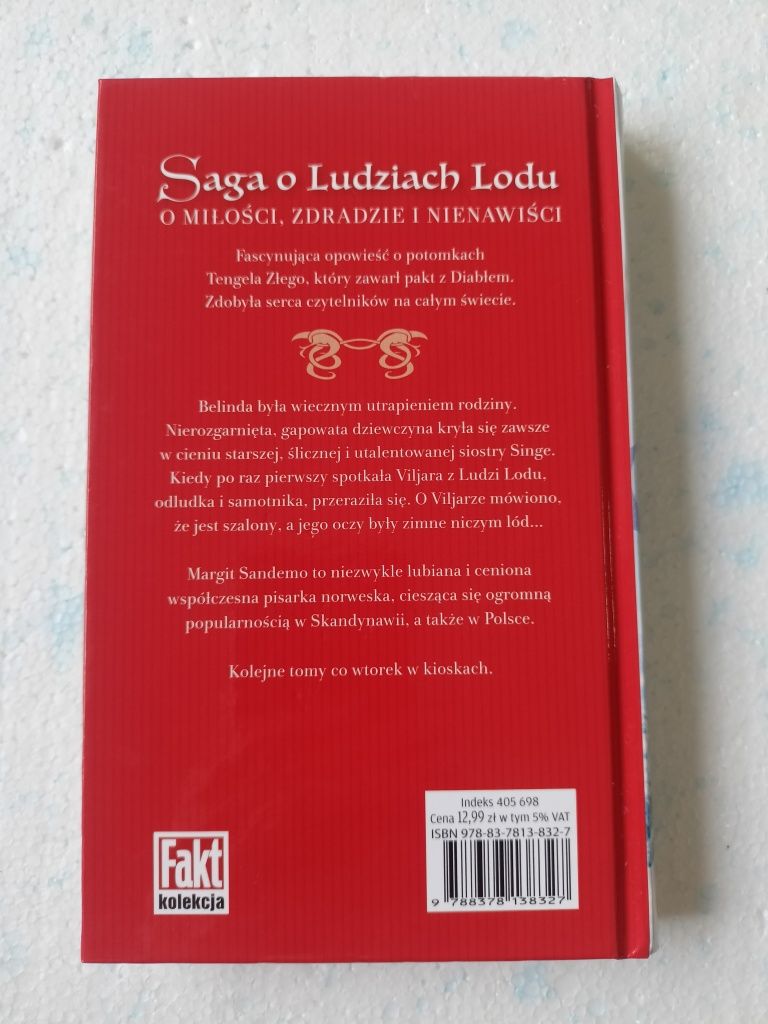 Saga o Ludziach Lodu
O MIŁOŚCI, ZDRADZIE I NIENAWIŚCI
Fascynująca opowieść o potomkach
Tengela Złego, który zawarł pakt z Diabłem.
Zdobyła serca czytelników na całym świecie.
Belinda była wiecznym utrapieniem rodziny.
Nierozgarnięta, gapowata dziewczyna kryła się zawsze
w cieniu starszej, ślicznej i utalentowanej siostry Singe.
Kiedy po raz pierwszy spotkała Viljara z Ludzi Lodu,
odludka i samotnika, przeraziła się. O Viljarze mówiono,
że jest szalony, a jego oczy były zimne niczym lód...
Margit Sandemo to niezwykle lubiana i ceniona
współczesna pisarka norweska, ciesząca się ogromną
popularnością w Skandynawii, a także w Polsce.
Kolejne tomy co wtorek w kioskach.
Indeks 405 698
Cena 12,99 zł w tym 5% VAT
ISBN 978-83-7813-832-7
9 788378 138327
Fakt
kolekcja